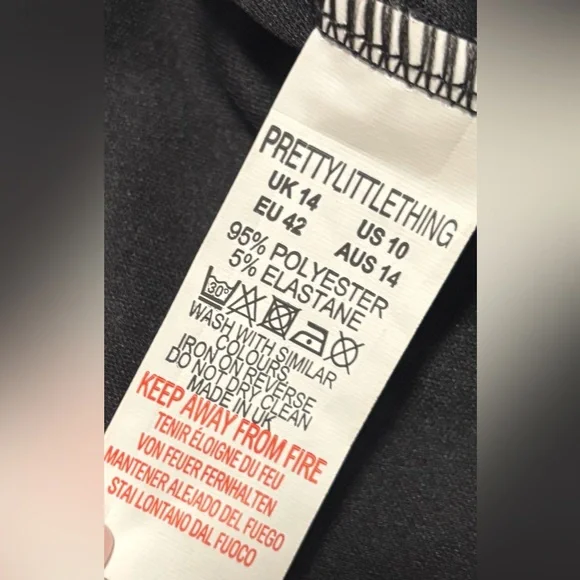 PRETTYLITTLETHING
UK 14 US 10
EU 42 AUS 14
95% POLYESTER
5% ELASTANE
30°
WASH WITH SIMILAR
COLOURS
IRON ON REVERSE
DO NOT DRY CLEAN
MADE IN UK
KEEP AWAY FROM FIRE
TENIR ÉLOIGNE DU FEU
VON FEUER FERNHALTEN
MANTENER ALEJADO DEL FUEGO
STAI LONTANO DAL FUOCO